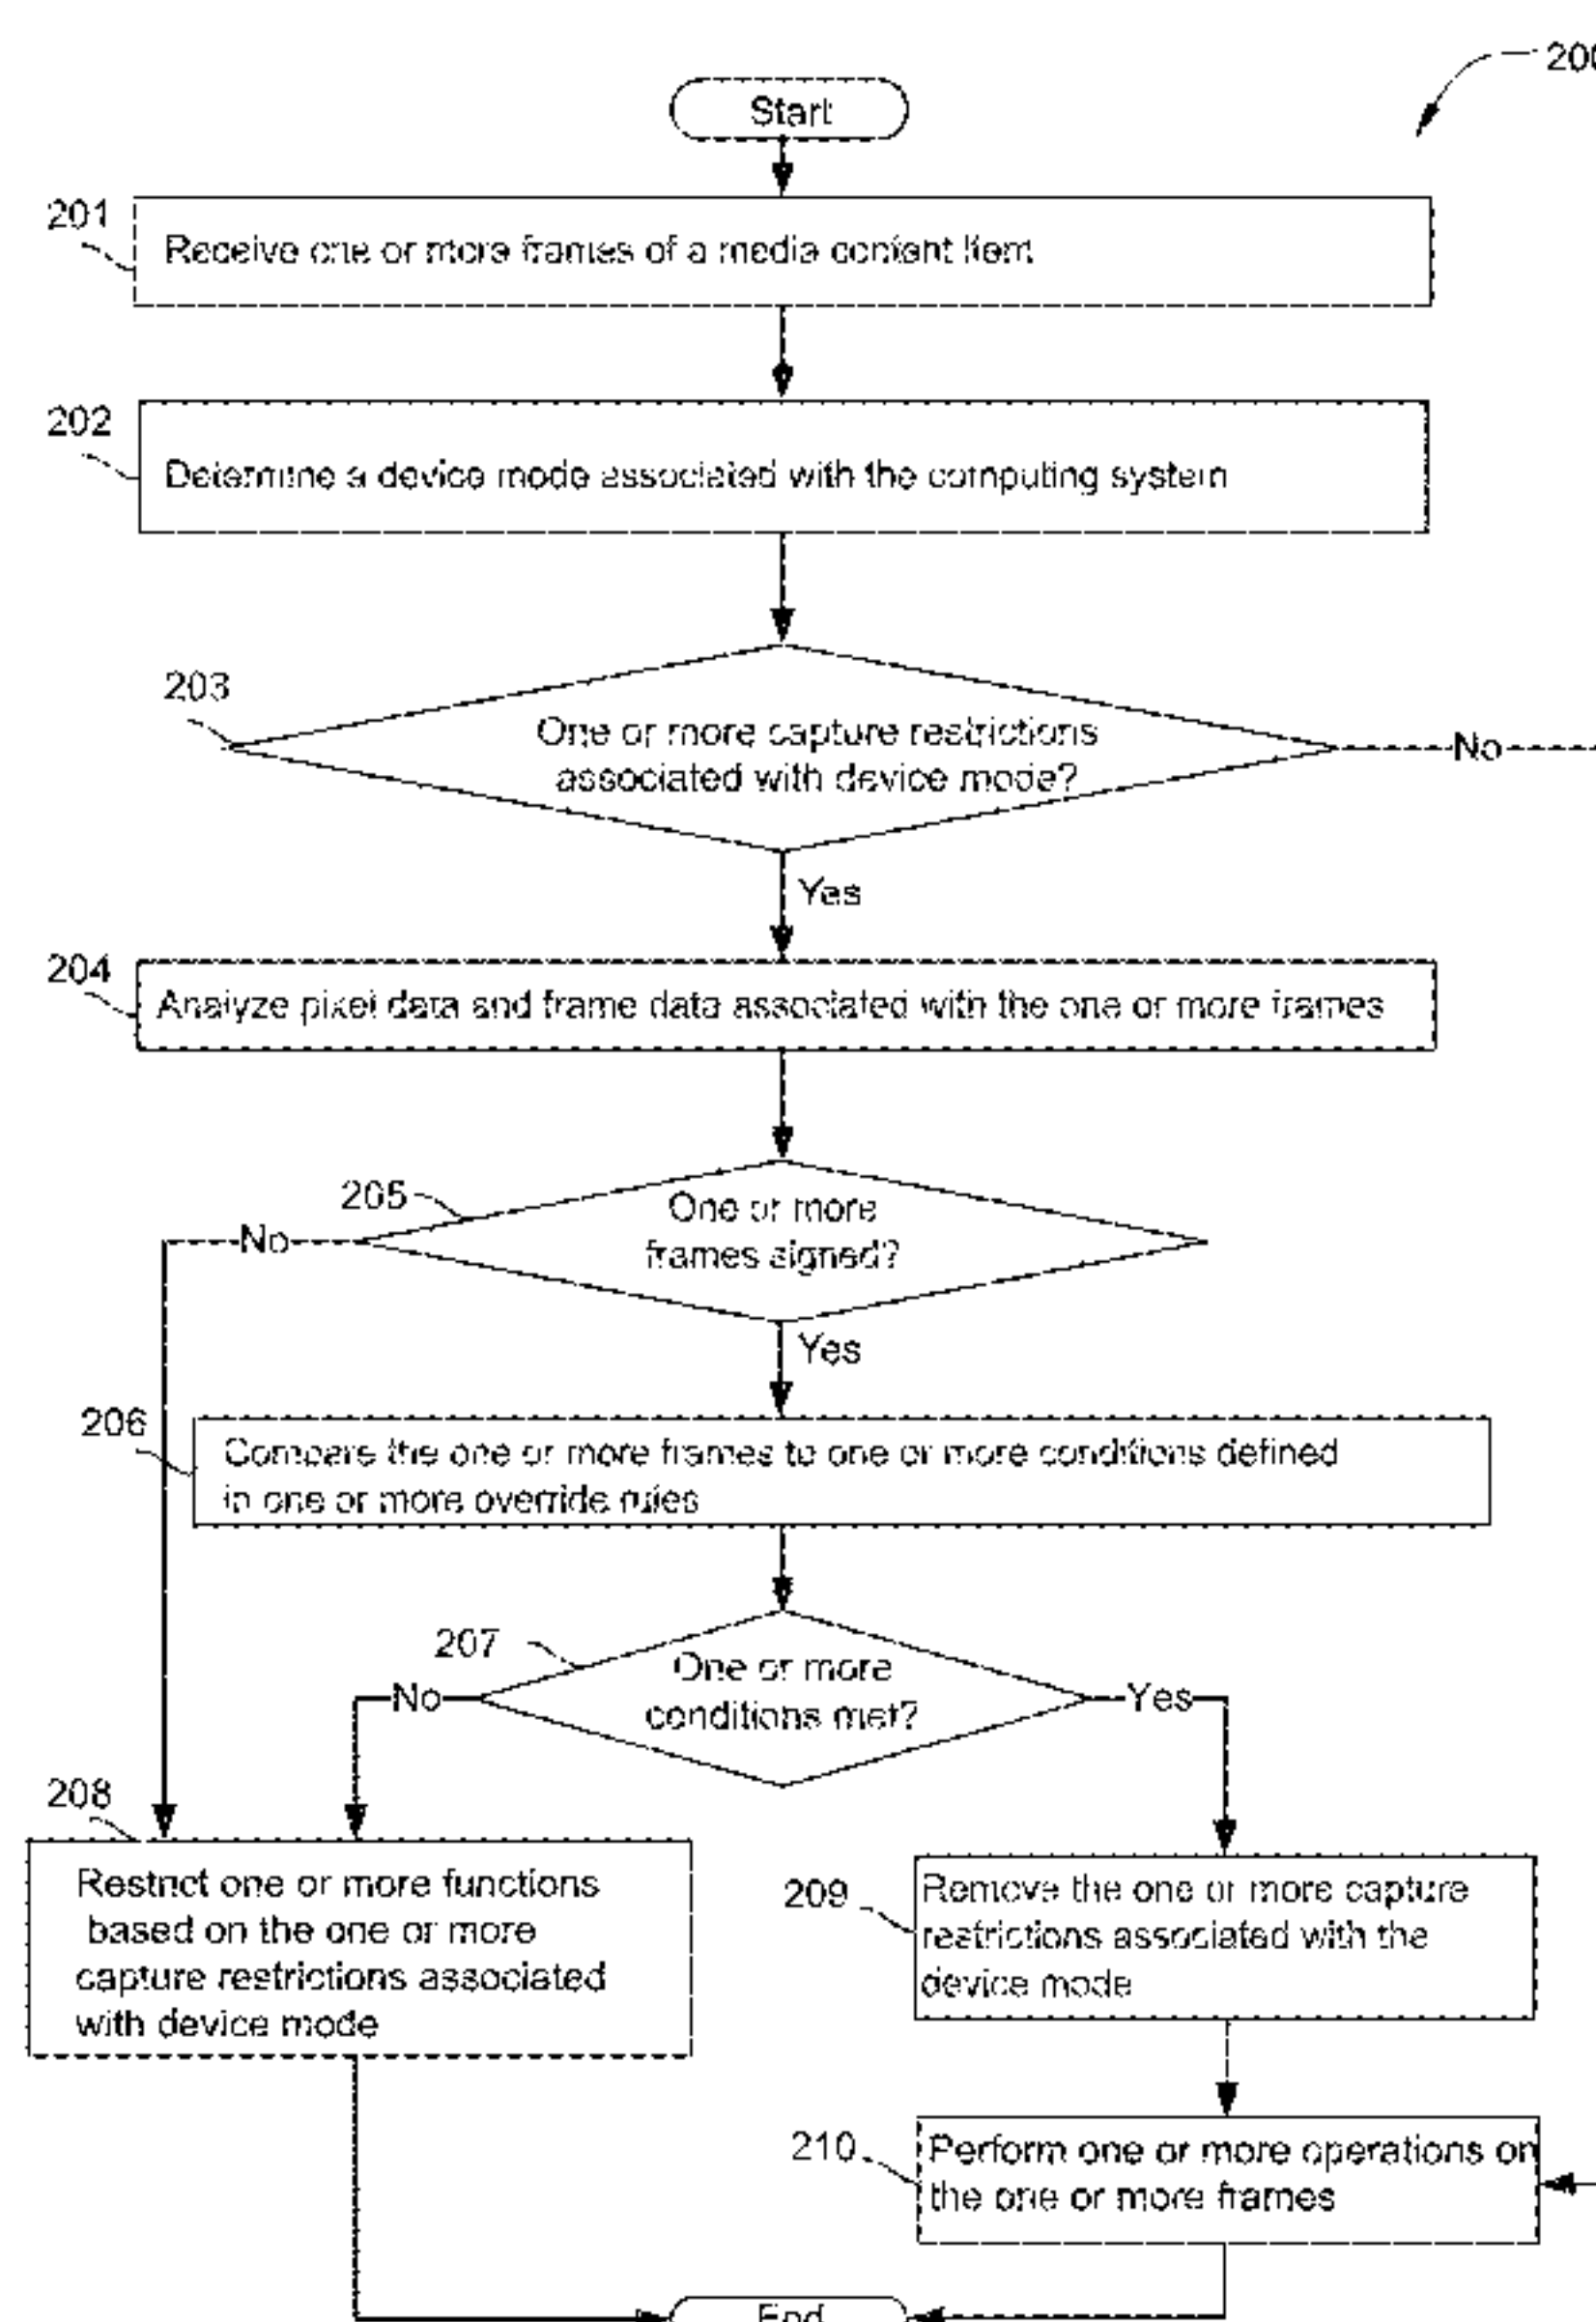 200
Start
201
Receive one or more frames of a media content item
202
Determine a device mode associated with the computing system
203
One or more capture restrictions
associated with device mode?
No
Yes
204
Analyze pixel data and frame data associated with the one or more frames
205
One or more
frames signed?
No
Yes
206
Compare the one or more frames to one or more conditions defined
in one or more override rules
207
One or more
conditions met?
No
Yes
208
Restrict one or more functions
based on the one or more
capture restrictions associated
with device mode
209
Remove the one or more capture
restrictions associated with the
device mode
210
Perform one or more operations on
the one or more frames
End